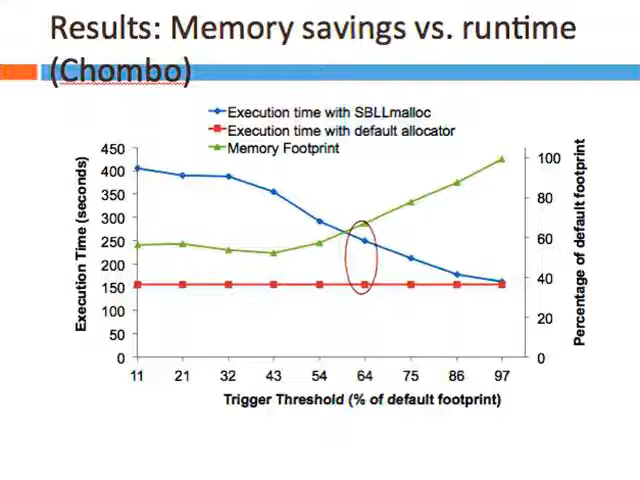 Results: Memory savings vs. runtime
(Chombo)
Execution time with SBLLmalloc
Execution time with default allocator
Memory Footprint
450
400
350
300
250
200
150
100
50
0
Execution Time (seconds)
100
80
60
40
20
0
Percentage of default footprint
11 21 32 43 54 64 75 86 97
Trigger Threshold (% of default footprint)